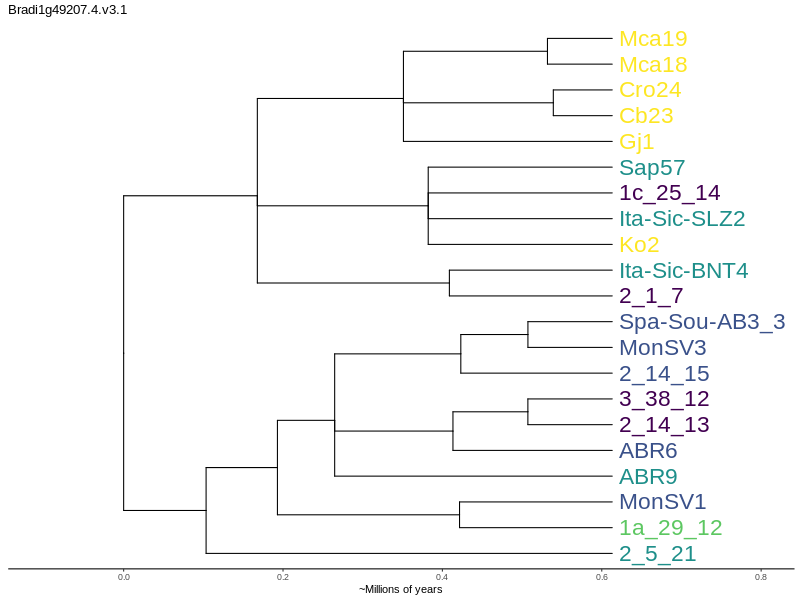 Bradi1g49207.4.v3.1
Mca19
Mca18
Cro24
Cb23
Gj1
Sap57
1c_25_14
Ita-Sic-SLZ2
Ko2
Ita-Sic-BNT4
2_1_7
Spa-Sou-AB3_3
MonSV3
2_14_15
3_38_12
2_14_13
ABR6
ABR9
MonSV1
1a_29_12
2_5_21
0.0 0.2 0.4 0.6 0.8
~Millions of years